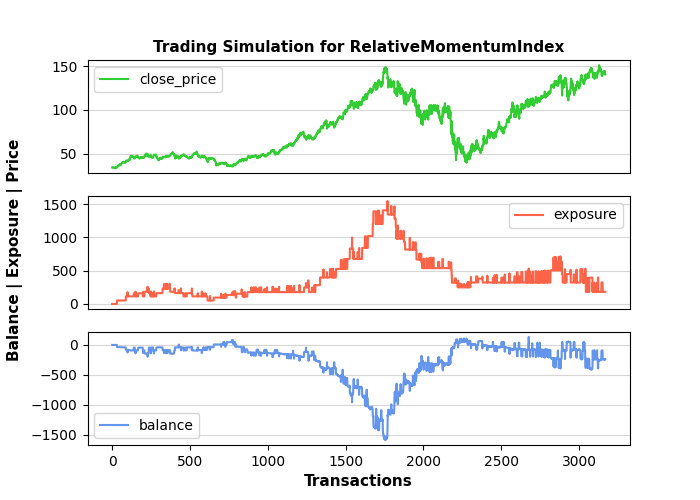 Trading Simulation for RelativeMomentumIndex
Balance | Exposure | Price
150
100
50
close_price
1500
1000
500
0
exposure
0
−500
−1000
−1500
balance
0 500 1000 1500 2000 2500 3000
Transactions